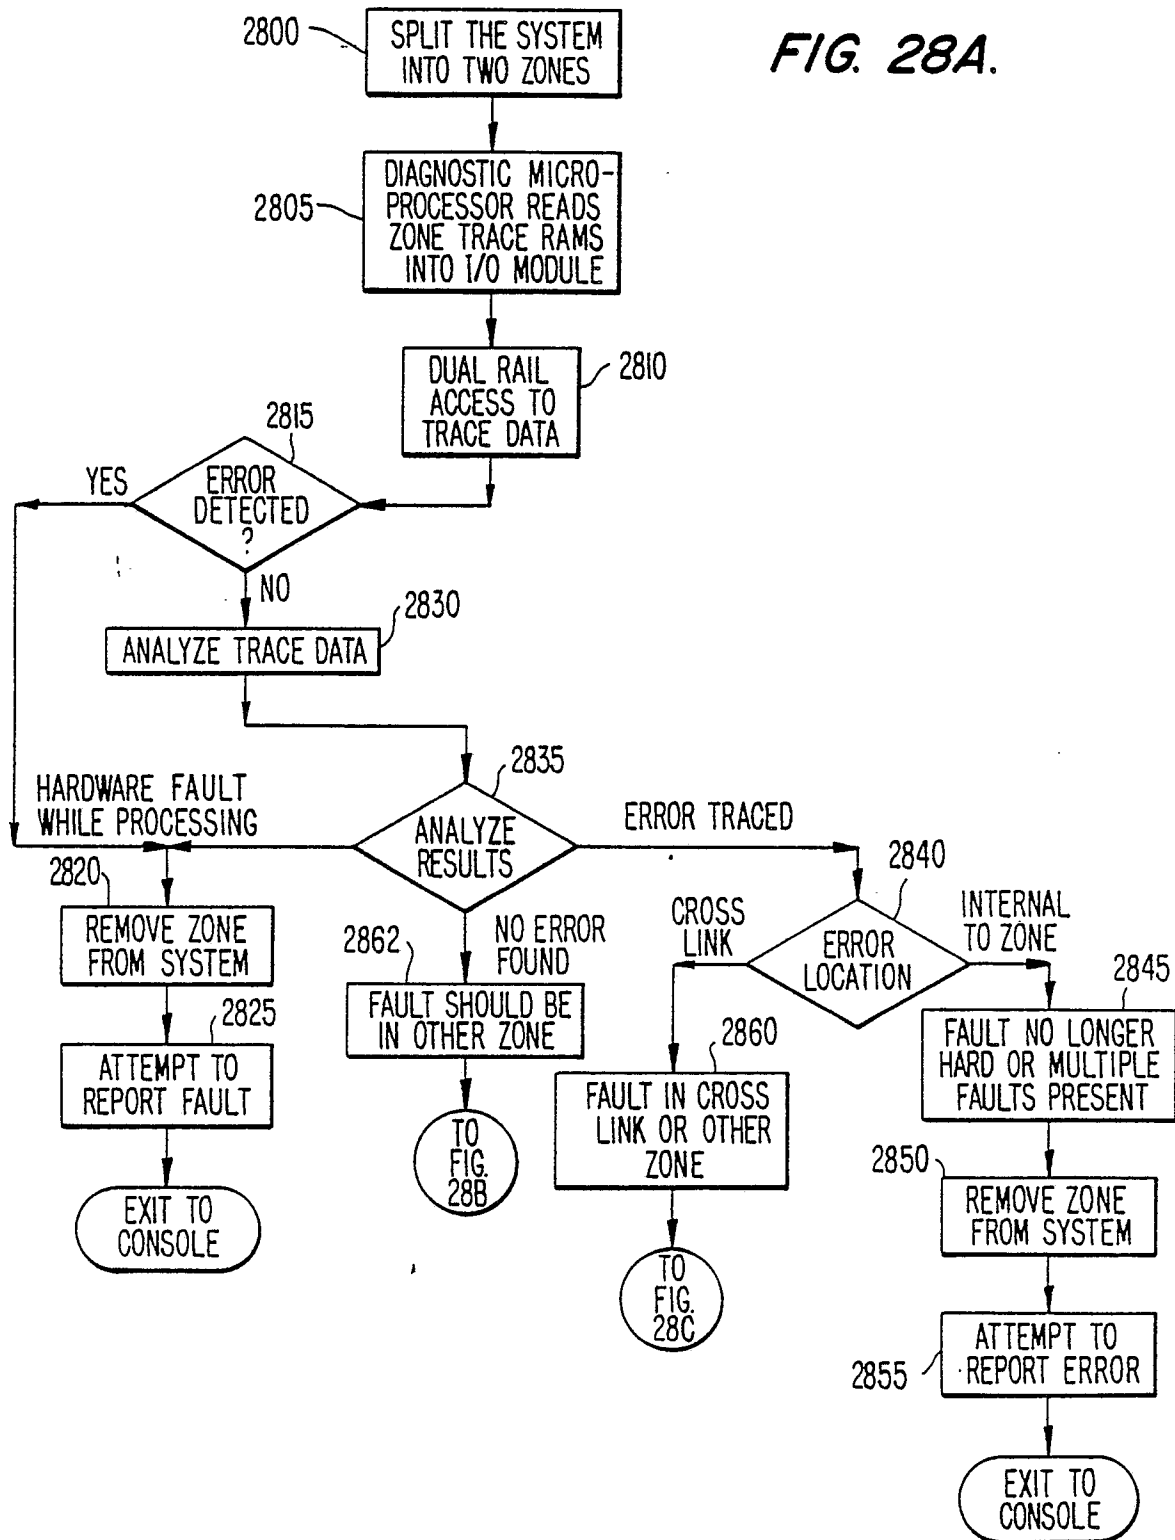 FIG. 28A.
2800
SPLIT THE SYSTEM
INTO TWO ZONES
2805
DIAGNOSTIC MICRO-
PROCESSOR READS
ZONE TRACE RAMS
INTO I/O MODULE
2810
DUAL RAIL
ACCESS TO
TRACE DATA
2815
YES
ERROR
DETECTED
?
NO
2830
ANALYZE TRACE DATA
2835
HARDWARE FAULT
WHILE PROCESSING
ANALYZE
RESULTS
ERROR TRACED
2820
REMOVE ZONE
FROM SYSTEM
2825
ATTEMPT TO
REPORT FAULT
EXIT TO
CONSOLE
NO ERROR
FOUND
2862
FAULT SHOULD BE
IN OTHER ZONE
TO
FIG.
28B
2840
CROSS
LINK
ERROR
LOCATION
INTERNAL
TO ZONE
2860
FAULT IN CROSS
LINK OR OTHER
ZONE
TO
FIG.
28C
2845
FAULT NO LONGER
HARD OR MULTIPLE
FAULTS PRESENT
2850
REMOVE ZONE
FROM SYSTEM
2855
ATTEMPT TO
REPORT ERROR
EXIT TO
CONSOLE